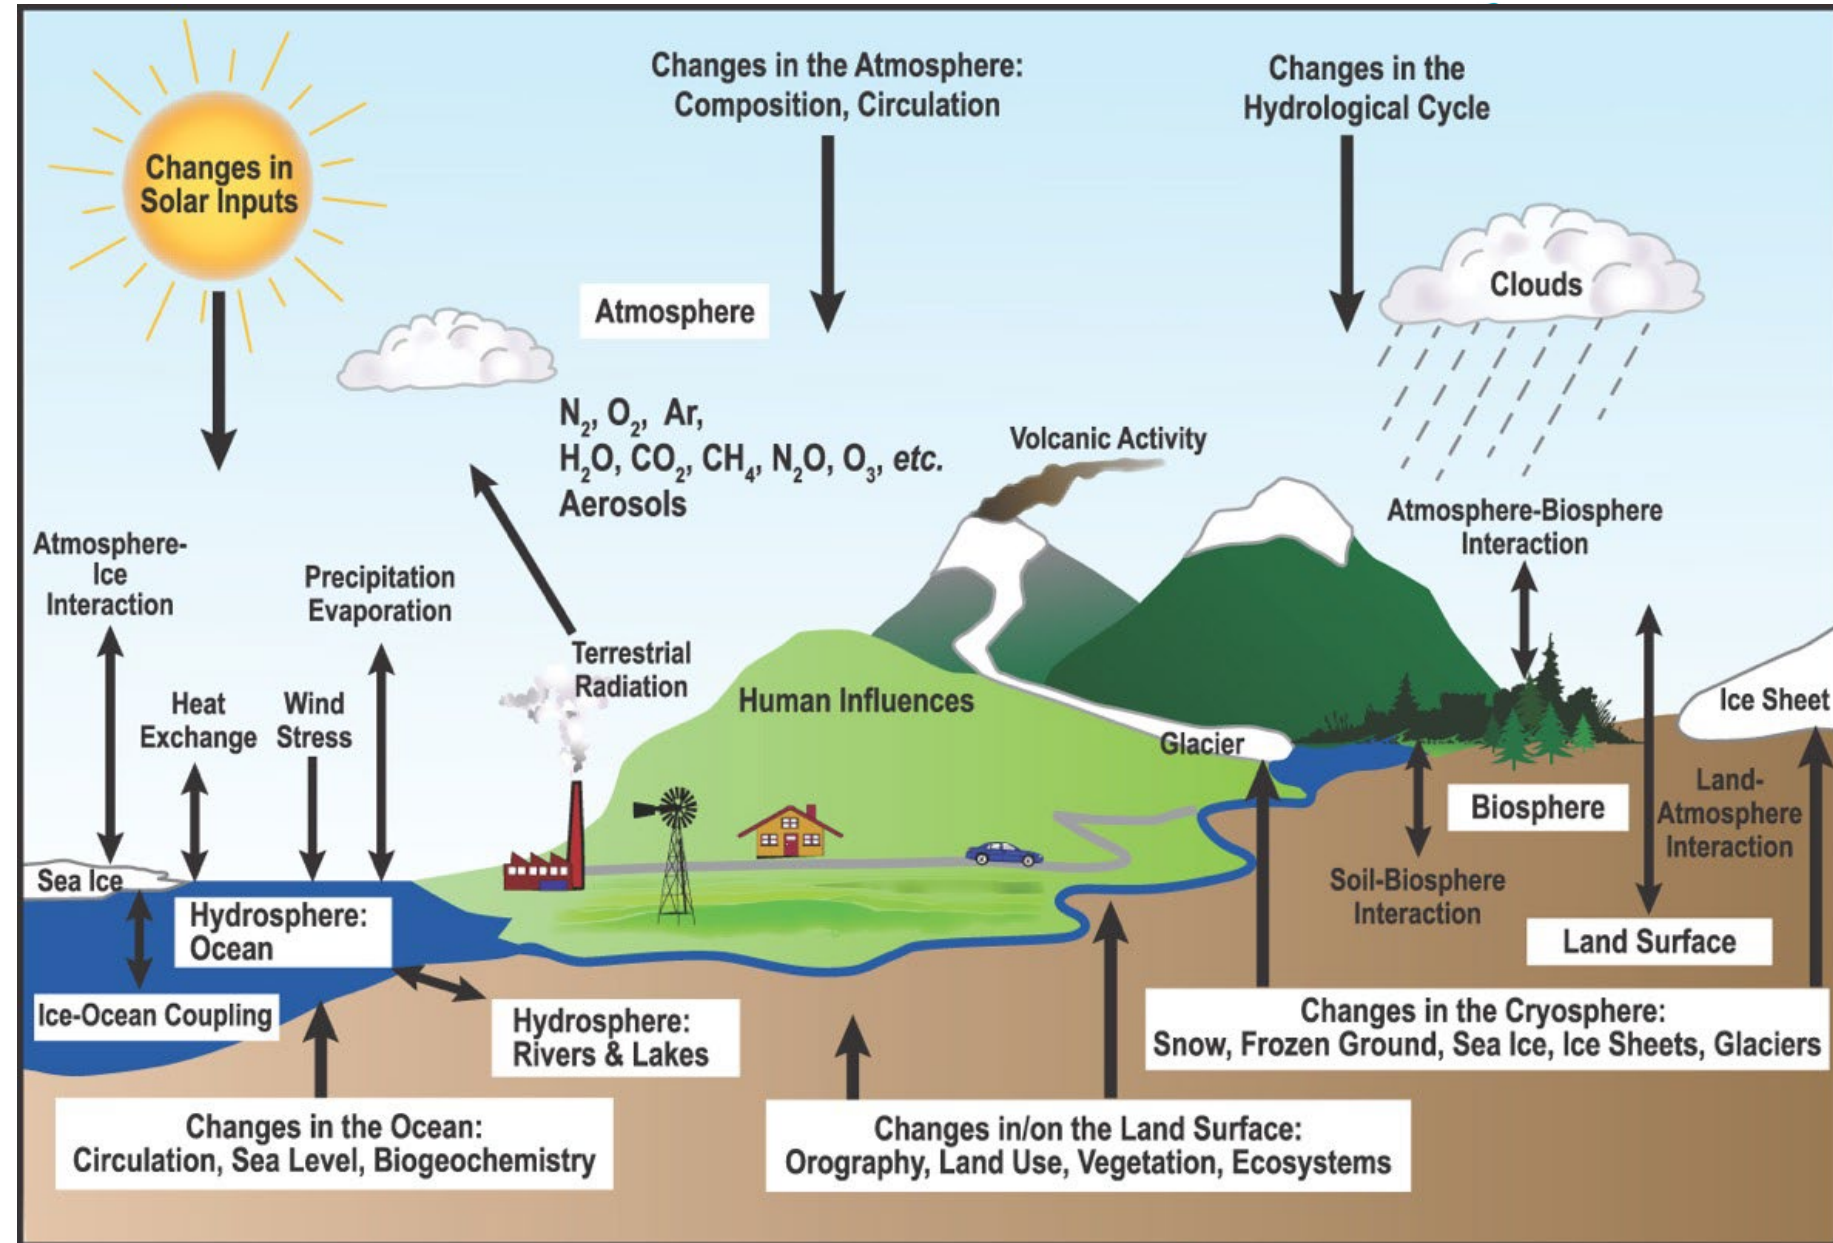 Changes in the Atmosphere:
Composition, Circulation
Changes in the
Hydrological Cycle
Changes in
Solar Inputs
Clouds
Atmosphere
N₂, O₂, Ar,
H₂O, CO₂, CH₄, N₂O, O₃, etc.
Aerosols
Volcanic Activity
Atmosphere-Biosphere
Interaction
Atmosphere-
Ice
Interaction
Precipitation
Evaporation
Terrestrial
Radiation
Heat
Exchange
Wind
Stress
Human Influences
Glacier
Ice Sheet
Land-
Atmosphere
Interaction
Biosphere
Soil-Biosphere
Interaction
Sea Ice
Hydrosphere:
Ocean
Land Surface
Ice-Ocean Coupling
Hydrosphere:
Rivers & Lakes
Changes in the Cryosphere:
Snow, Frozen Ground, Sea Ice, Ice Sheets, Glaciers
Changes in the Ocean:
Circulation, Sea Level, Biogeochemistry
Changes in/on the Land Surface:
Orography, Land Use, Vegetation, Ecosystems